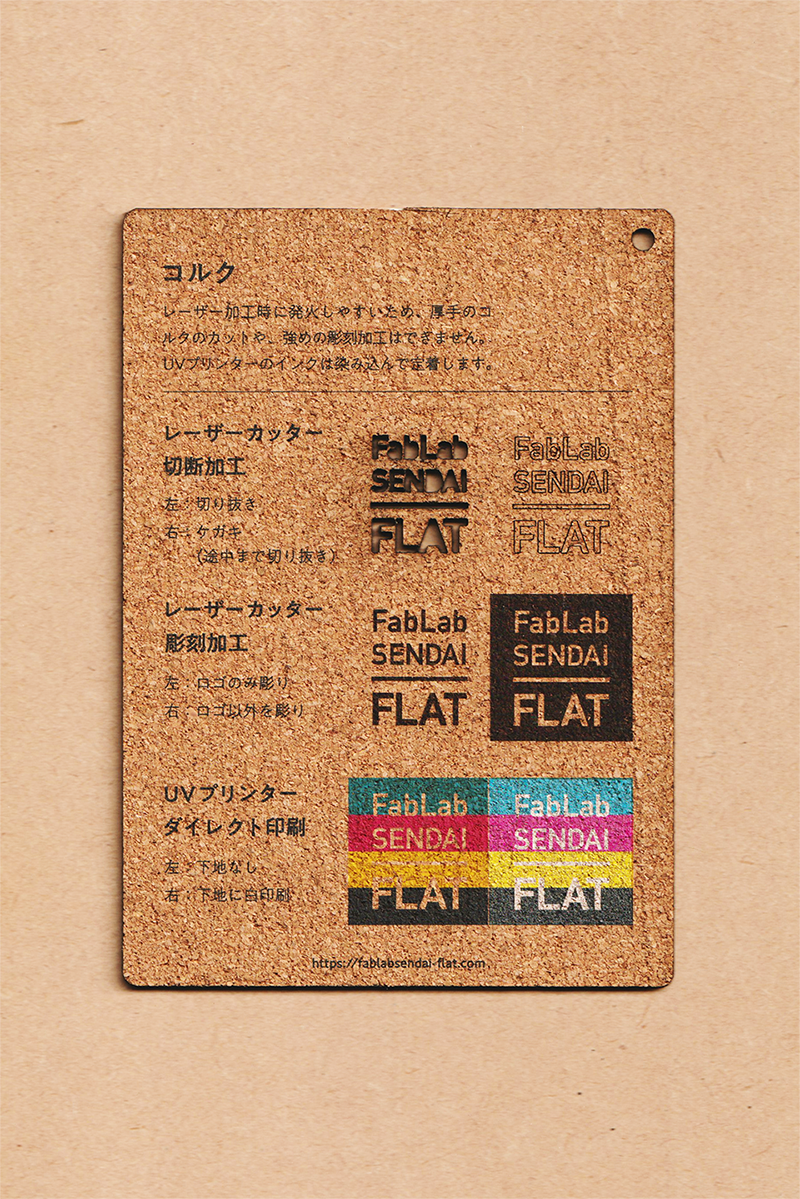 コルク
レーザー加工時に発火しやすいため、厚手のコ
ルクのカットや、強めの彫刻加工はできません。
UVプリンターのインクは染み込んで定着します。
レーザーカッター
切断加工
左：切り抜き
右：ケガキ
（途中まで切り抜き）
FabLab
SENDAI
FLAT
FabLab
SENDAI
FLAT
レーザーカッター
彫刻加工
左：ロゴのみ彫り
右：ロゴ以外を彫り
FabLab
SENDAI
FLAT
FabLab
SENDAI
FLAT
UVプリンター
ダイレクト印刷
左：下地なし
右：下地に白印刷
FabLab
SENDAI
FLAT
FabLab
SENDAI
FLAT
https://fablabsendai-flat.com